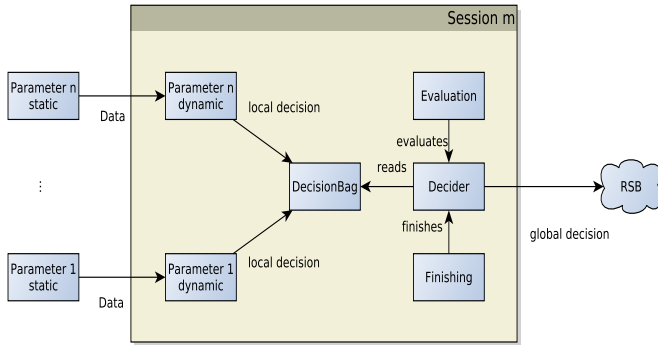 Session m
Parameter n
static
Data
Parameter n
dynamic
local decision
Evaluation
evaluates
reads
DecisionBag
Decider
RSB
global decision
finishes
⋮
Parameter 1
static
Data
Parameter 1
dynamic
local decision
Finishing